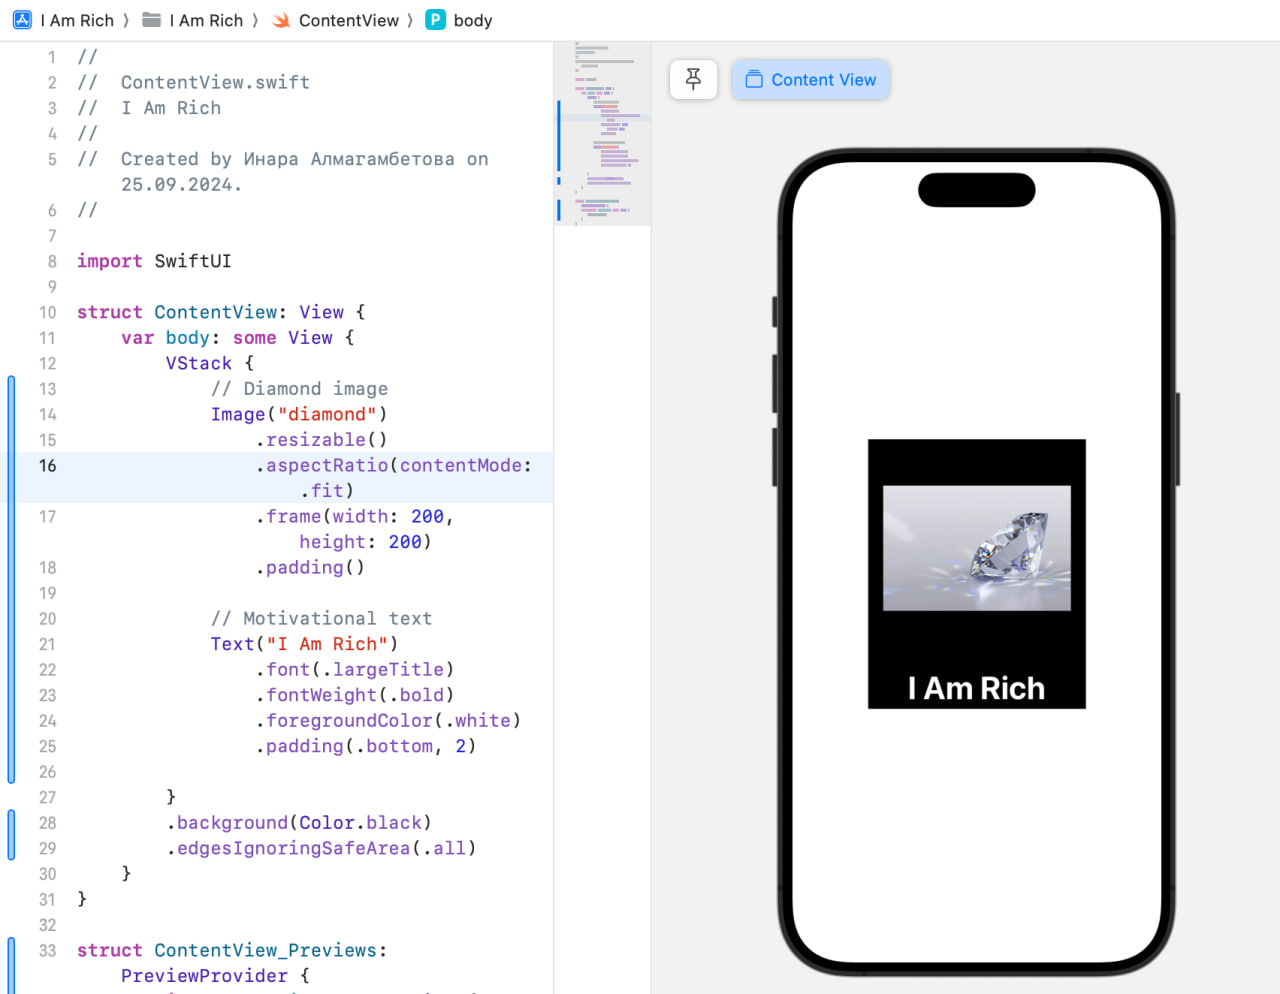 I Am Rich 〉 I Am Rich 〉 ContentView 〉 P body
1 //
2 //  ContentView.swift
3 //  I Am Rich
4 //
5 //  Created by Инара Алмагамбетова on
25.09.2024.
6 //
7
8 import SwiftUI
9
10 struct ContentView: View {
11     var body: some View {
12         VStack {
13             // Diamond image
14             Image("diamond")
15                 .resizable()
16                 .aspectRatio(contentMode:
.fit)
17                 .frame(width: 200,
height: 200)
18                 .padding()
19
20             // Motivational text
21             Text("I Am Rich")
22                 .font(.largeTitle)
23                 .fontWeight(.bold)
24                 .foregroundColor(.white)
25                 .padding(.bottom, 2)
26
27         }
28         .background(Color.black)
29         .edgesIgnoringSafeArea(.all)
30     }
31 }
32
33 struct ContentView_Previews:
PreviewProvider {
Content View
I Am Rich